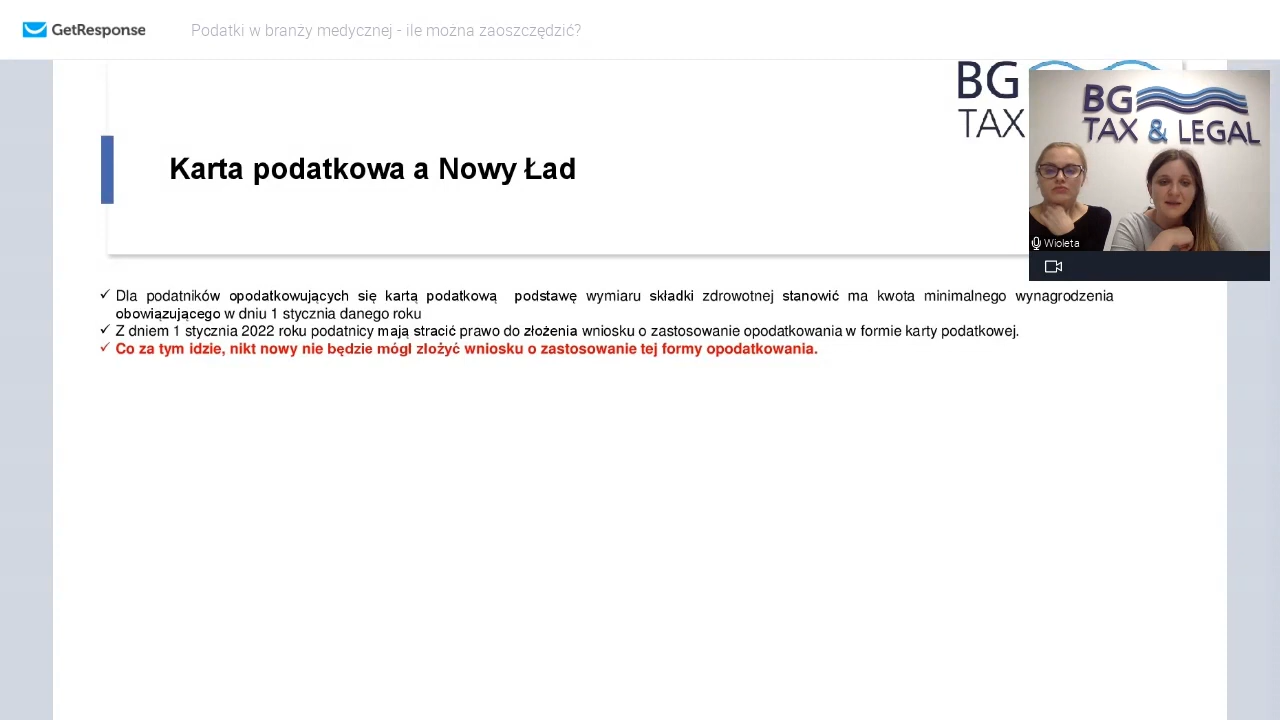 GetResponse
Podatki w branży medycznej - ile można zaoszczędzić?
BG
TAX
BG
TAX & LEGAL
Karta podatkowa a Nowy Ład
Wioleta
✓ Dla podatników opodatkowujących się kartą podatkową podstawę wymiaru składki zdrowotnej stanowić ma kwota minimalnego wynagrodzenia
obowiązującego w dniu 1 stycznia danego roku
✓ Z dniem 1 stycznia 2022 roku podatnicy mają stracić prawo do złożenia wniosku o zastosowanie opodatkowania w formie karty podatkowej.
✓ Co za tym idzie, nikt nowy nie będzie mógł złożyć wniosku o zastosowanie tej formy opodatkowania.